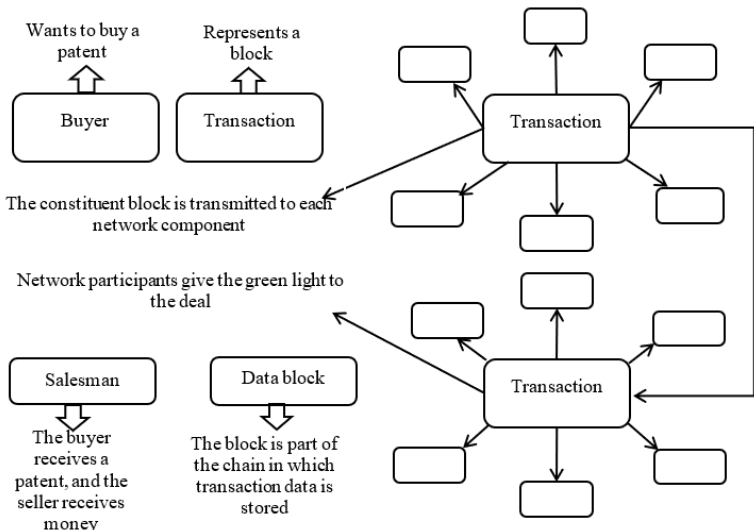 Wants to buy a
patent
Represents a
block
Buyer
Transaction
Transaction
The constituent block is transmitted to each
network component
Network participants give the green light to
the deal
Salesman
Data block
Transaction
The buyer
receives a
patent, and the
seller receives
money
The block is part of
the chain in which
transaction data is
stored